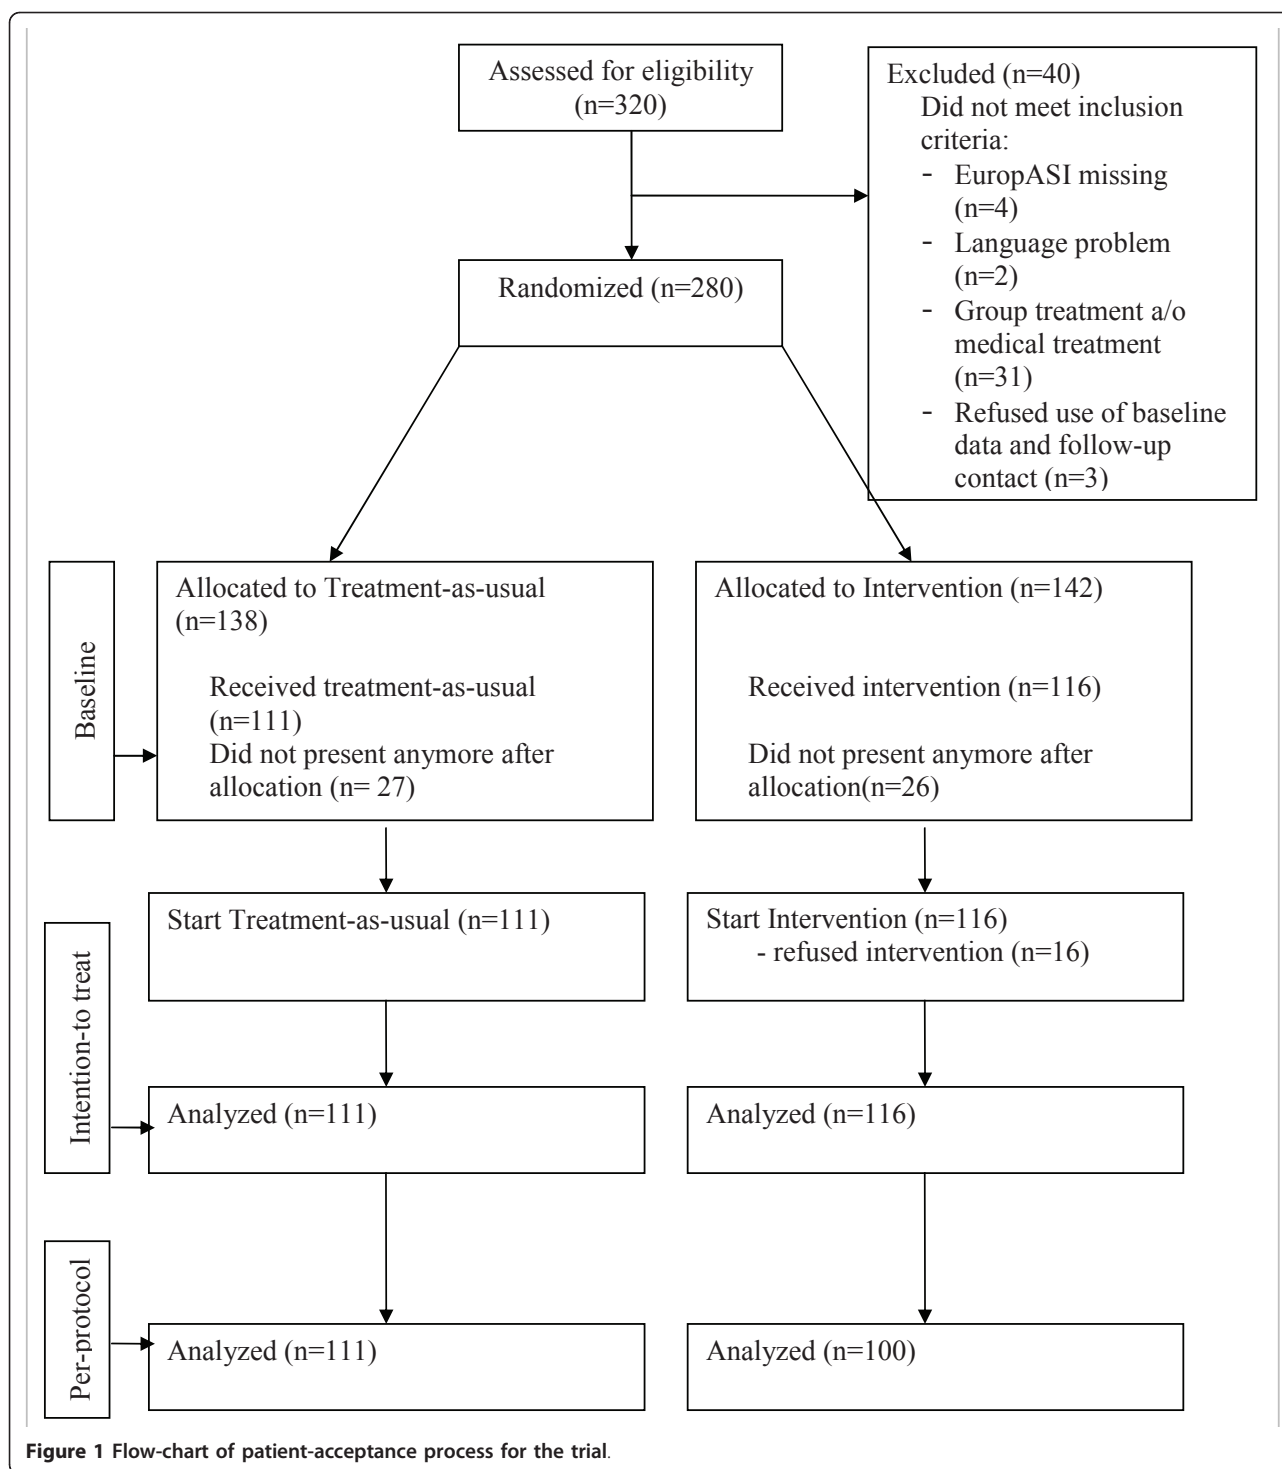 Assessed for eligibility
(n=320)
Excluded (n=40)
Did not meet inclusion
criteria:
- EuropASI missing
(n=4)
- Language problem
(n=2)
- Group treatment a/o
medical treatment
(n=31)
- Refused use of baseline
data and follow-up
contact (n=3)
Randomized (n=280)
Baseline
Allocated to Treatment-as-usual
(n=138)
Received treatment-as-usual
(n=111)
Did not present anymore after
allocation (n= 27)
Allocated to Intervention (n=142)
Received intervention (n=116)
Did not present anymore after
allocation(n=26)
Intention-to treat
Start Treatment-as-usual (n=111)
Start Intervention (n=116)
- refused intervention (n=16)
Analyzed (n=111)
Analyzed (n=116)
Per-protocol
Analyzed (n=111)
Analyzed (n=100)
Figure 1 Flow-chart of patient-acceptance process for the trial.